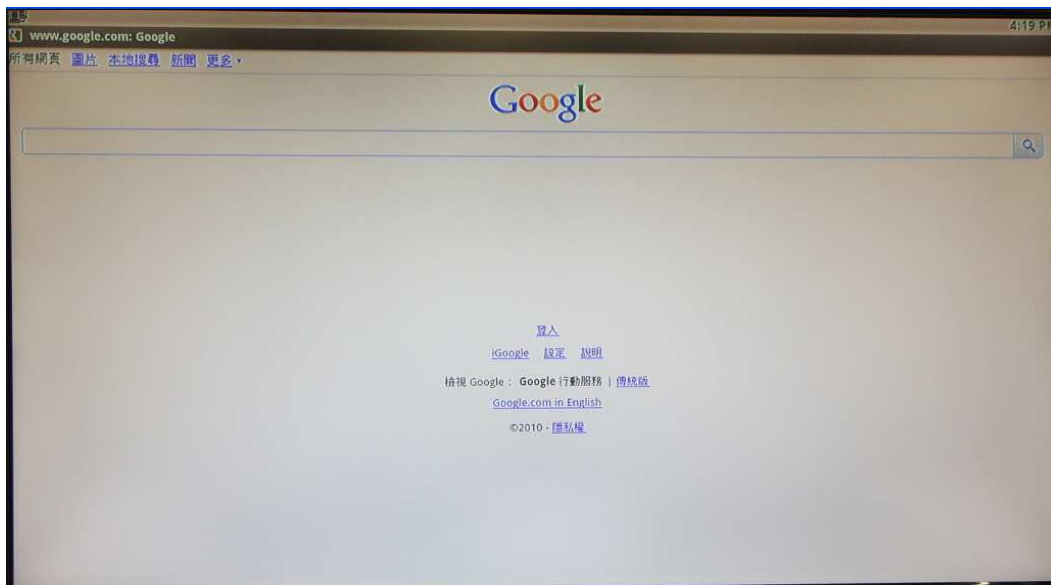 4:19 P
www.google.com: Google
所有網頁 圖片 本地搜尋 新聞 更多
Google
登入
iGoogle 設定 說明
檢視 Google： Google 行動服務 | 傳統版
Google.com in English
©2010 - 隱私權